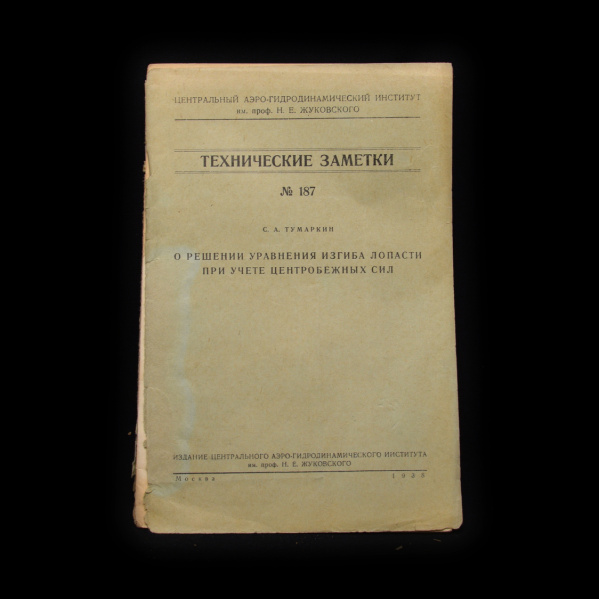 ЦЕНТРАЛЬНЫЙ АЭРО-ГИДРОДИНАМИЧЕСКИЙ ИНСТИТУТ
им. проф. Н. Е. ЖУКОВСКОГО
ТЕХНИЧЕСКИЕ ЗАМЕТКИ
№ 187
С. А. ТУМАРКИН
О РЕШЕНИИ УРАВНЕНИЯ ИЗГИБА ЛОПАСТИ
ПРИ УЧЕТЕ ЦЕНТРОБЕЖНЫХ СИЛ
ИЗДАНИЕ ЦЕНТРАЛЬНОГО АЭРО-ГИДРОДИНАМИЧЕСКОГО ИНСТИТУТА
им. проф. Н. Е. ЖУКОВСКОГО
Москва